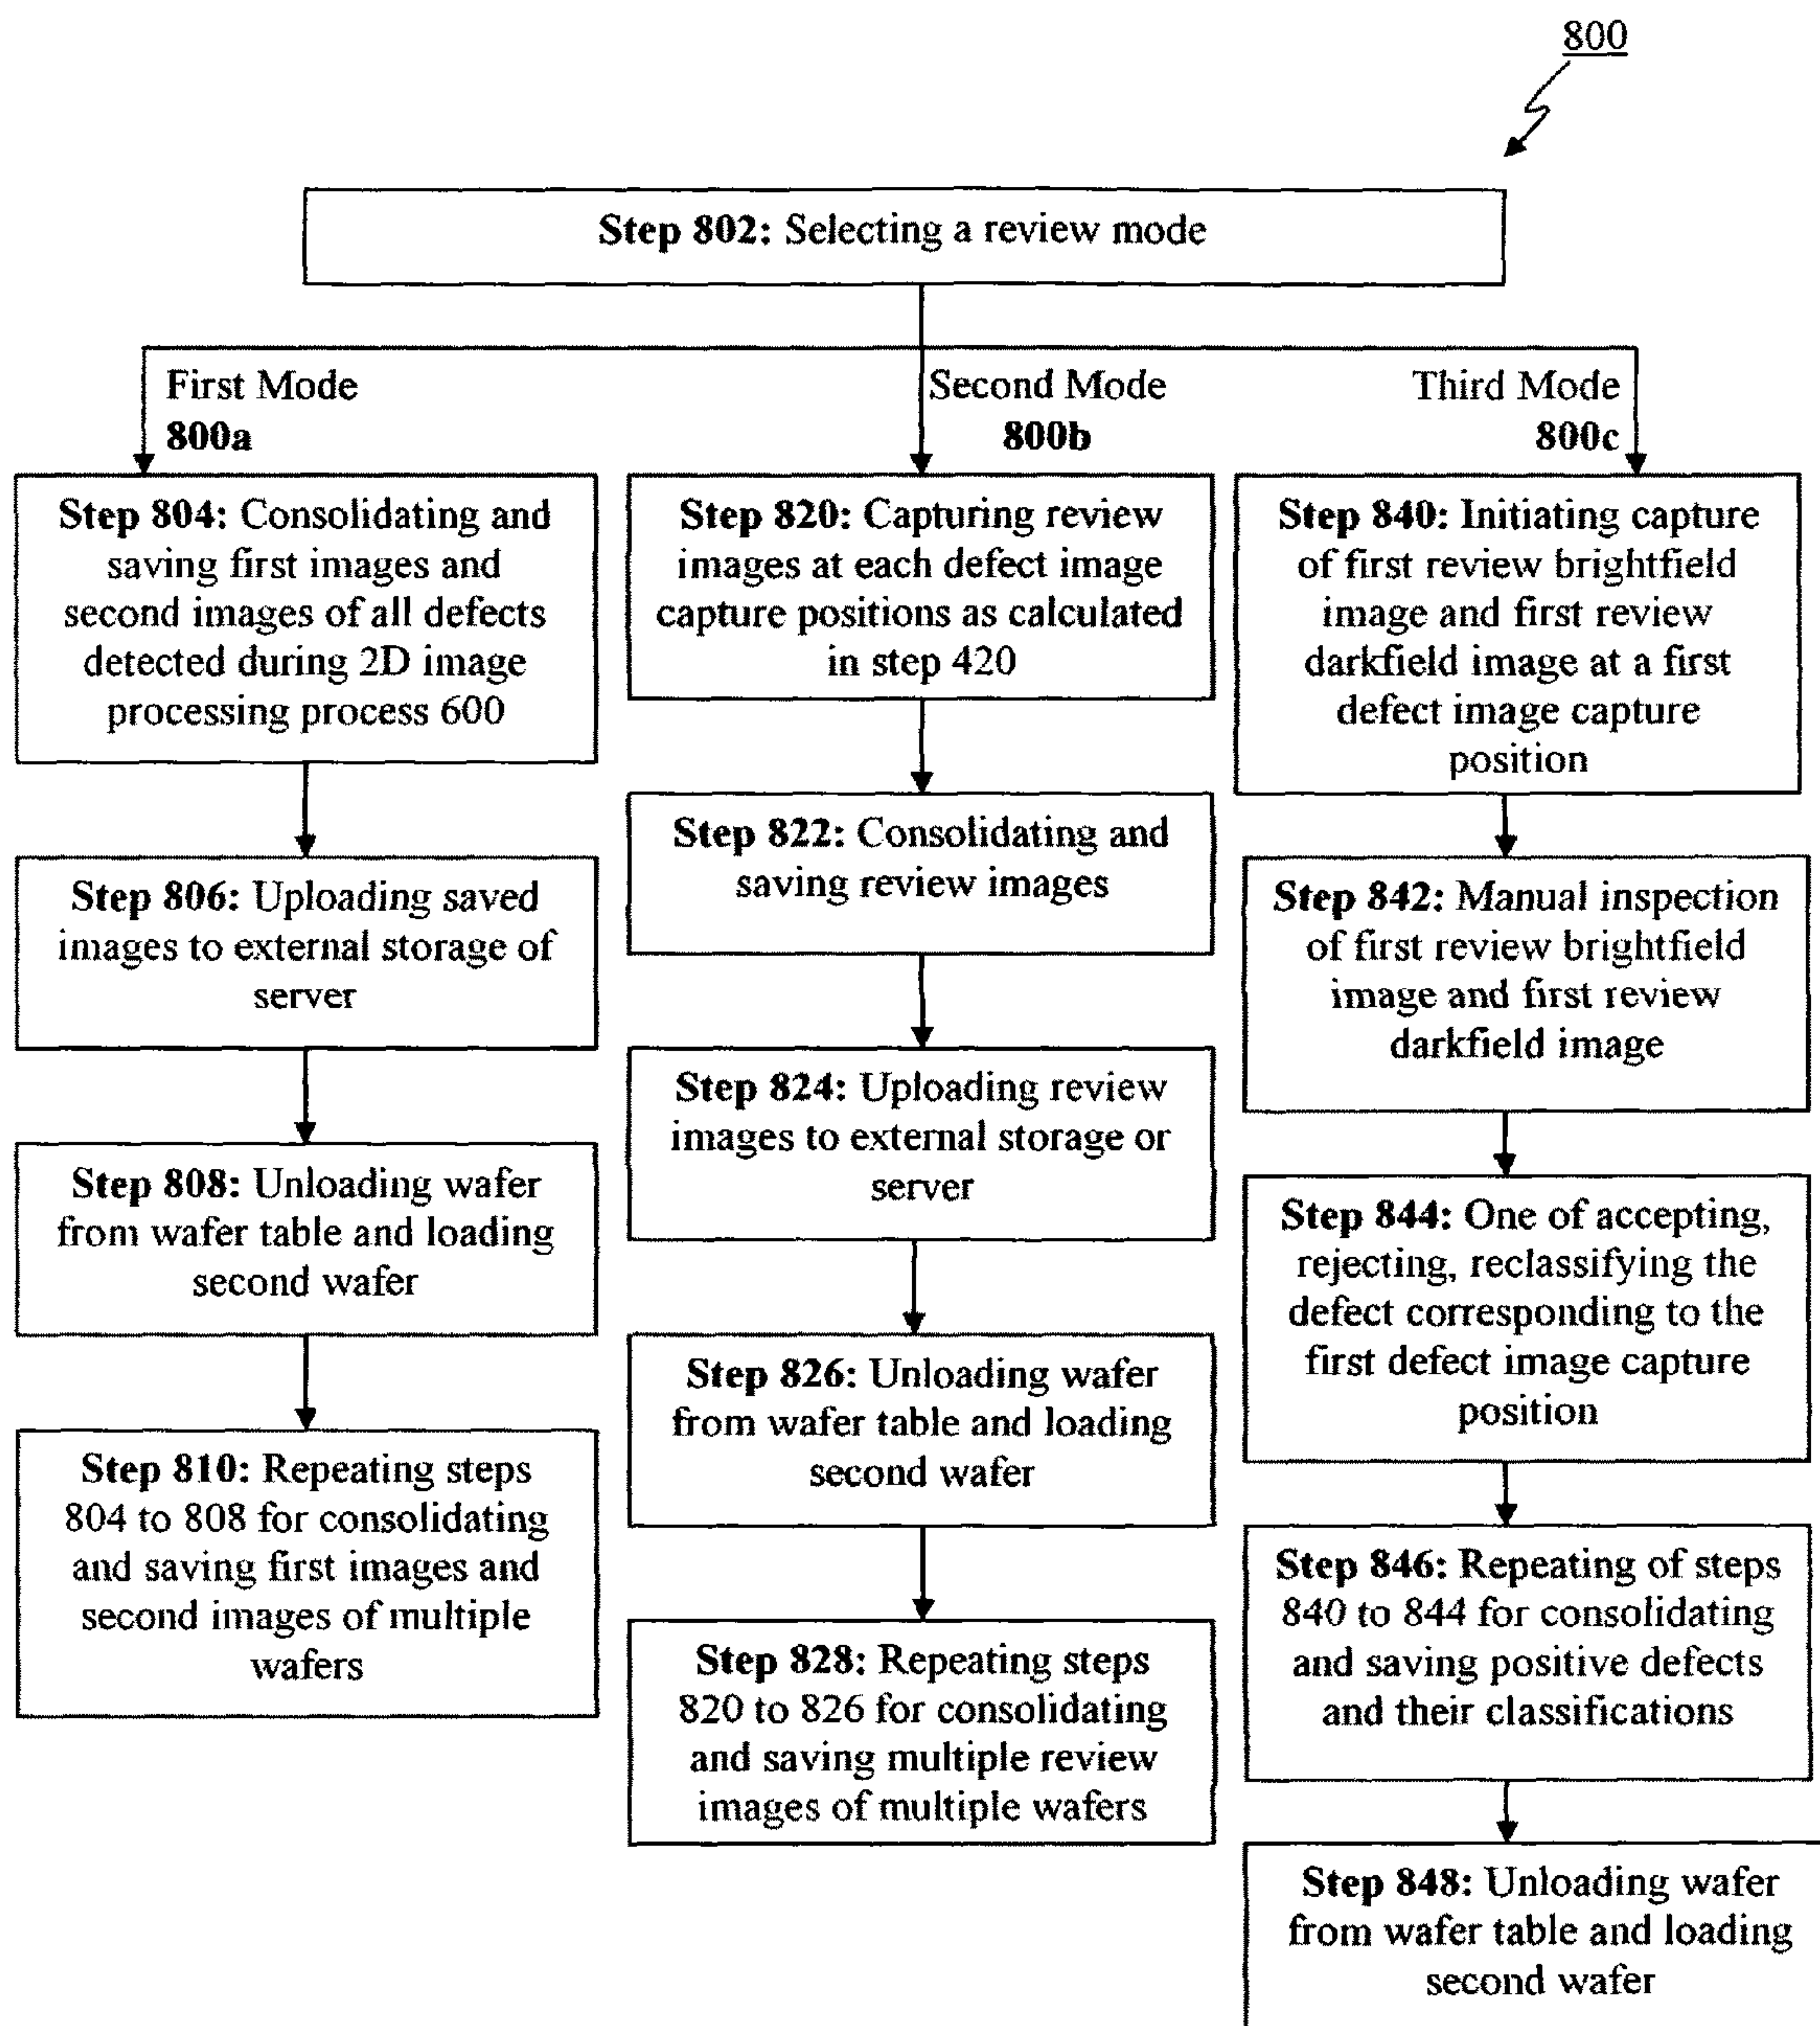 800
Step 802: Selecting a review mode
First Mode
800a
Second Mode
800b
Third Mode
800c
Step 804: Consolidating and
saving first images and
second images of all defects
detected during 2D image
processing process 600
Step 806: Uploading saved
images to external storage of
server
Step 808: Unloading wafer
from wafer table and loading
second wafer
Step 810: Repeating steps
804 to 808 for consolidating
and saving first images and
second images of multiple
wafers
Step 820: Capturing review
images at each defect image
capture positions as calculated
in step 420
Step 822: Consolidating and
saving review images
Step 824: Uploading review
images to external storage or
server
Step 826: Unloading wafer
from wafer table and loading
second wafer
Step 828: Repeating steps
820 to 826 for consolidating
and saving multiple review
images of multiple wafers
Step 840: Initiating capture
of first review brightfield
image and first review
darkfield image at a first
defect image capture
position
Step 842: Manual inspection
of first review brightfield
image and first review
darkfield image
Step 844: One of accepting,
rejecting, reclassifying the
defect corresponding to the
first defect image capture
position
Step 846: Repeating of steps
840 to 844 for consolidating
and saving positive defects
and their classifications
Step 848: Unloading wafer
from wafer table and loading
second wafer